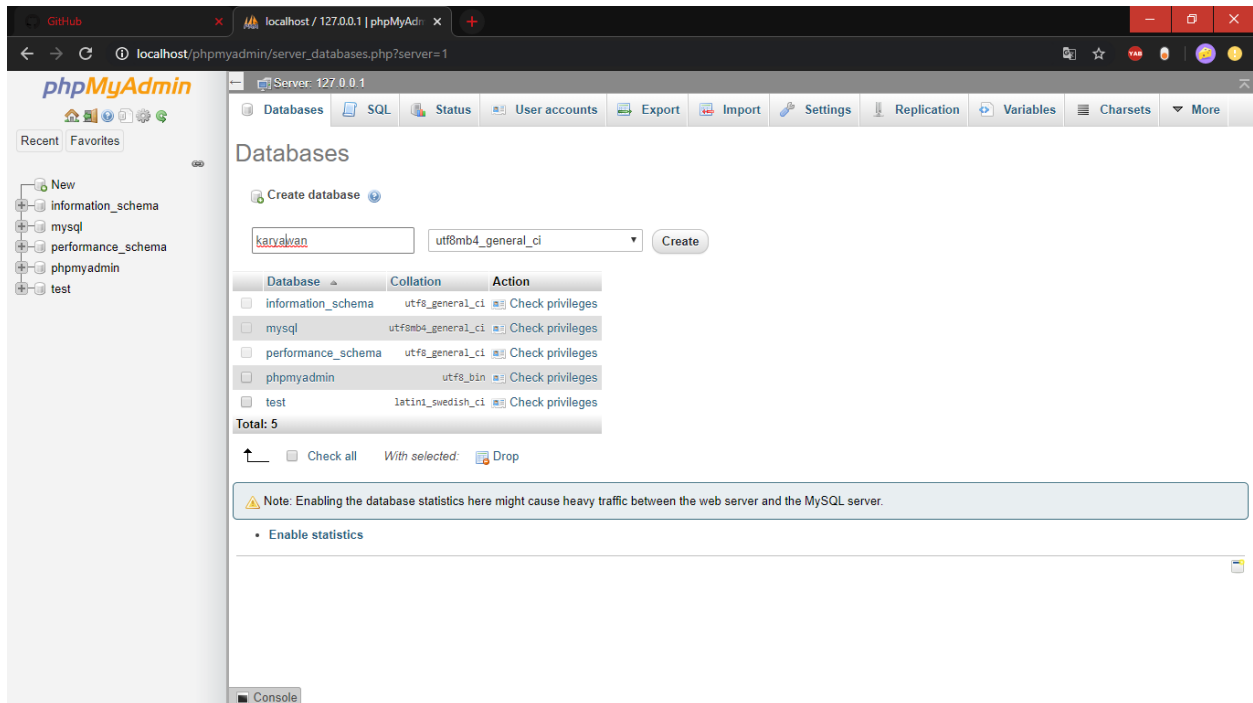 GitHub
localhost / 127.0.0.1 | phpMyAdm
localhost/phpmyadmin/server_databases.php?server=1
YAB
phpMyAdmin
Recent Favorites
New
information_schema
mysql
performance_schema
phpmyadmin
test
Server: 127.0.0.1
Databases SQL Status User accounts Export Import Settings Replication Variables Charsets More
Databases
Create database
karyawan utf8mb4_general_ci Create
Database Collation Action
information_schema utf8_general_ci Check privileges
mysql utf8mb4_general_ci Check privileges
performance_schema utf8_general_ci Check privileges
phpmyadmin utf8_bin Check privileges
test latin1_swedish_ci Check privileges
Total: 5
Check all With selected: Drop
Note: Enabling the database statistics here might cause heavy traffic between the web server and the MySQL server.
Enable statistics
Console